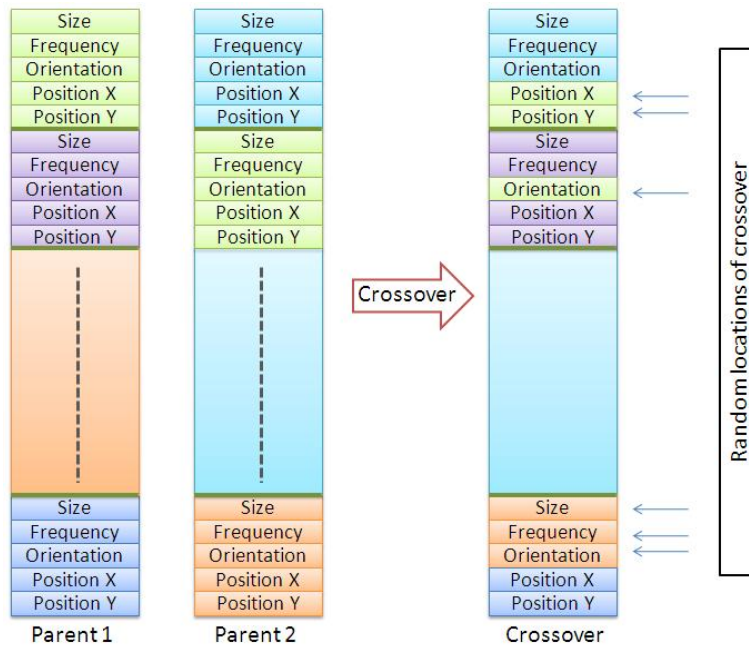 Size
Frequency
Orientation
Position X
Position Y
Size
Frequency
Orientation
Position X
Position Y
Size
Frequency
Orientation
Position X
Position Y
Parent 1
Size
Frequency
Orientation
Position X
Position Y
Size
Frequency
Orientation
Position X
Position Y
Size
Frequency
Orientation
Position X
Position Y
Parent 2
Crossover
Size
Frequency
Orientation
Position X
Position Y
Size
Frequency
Orientation
Position X
Position Y
Size
Frequency
Orientation
Position X
Position Y
Crossover
Random locations of crossover